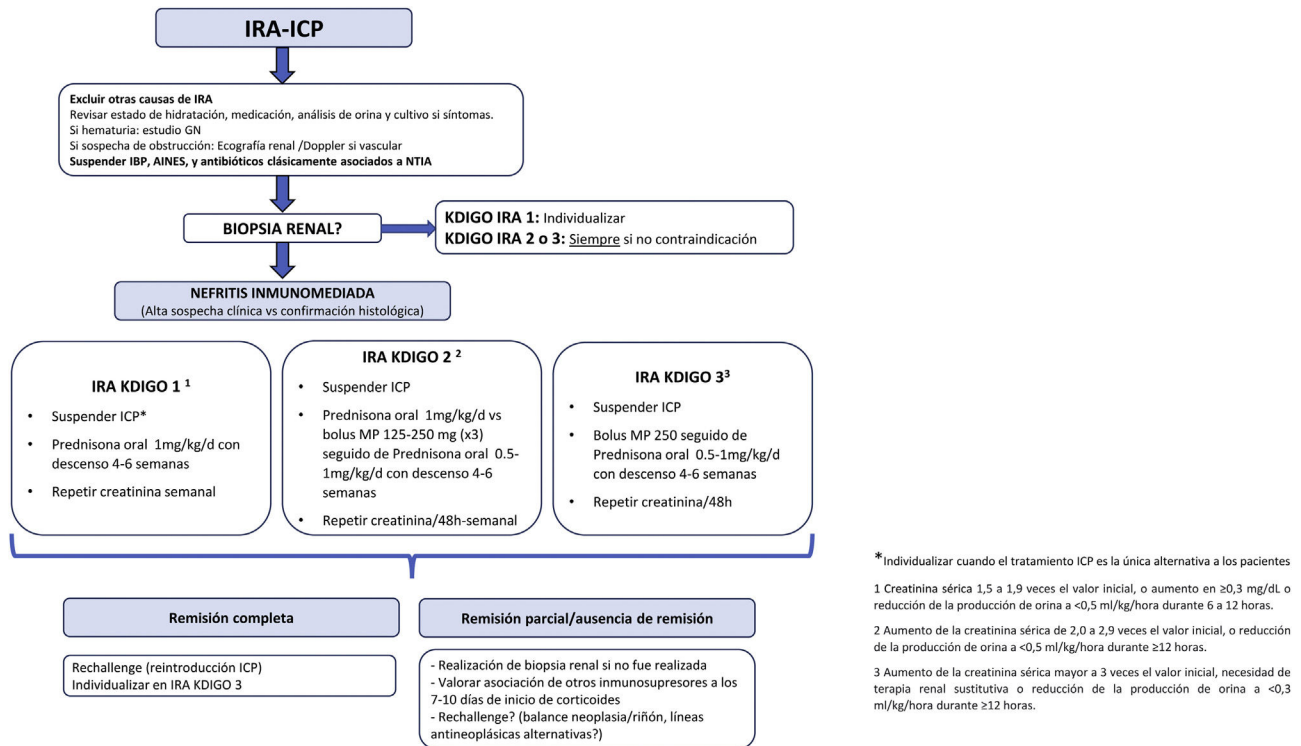 IRA-ICP
Excluir otras causas de IRA
Revisar estado de hidratación, medicación, análisis de orina y cultivo si síntomas.
Si hematuria: estudio GN
Si sospecha de obstrucción: Ecografía renal /Doppler si vascular
Suspender IBP, AINES, y antibióticos clásicamente asociados a NTIA
BIOPSIA RENAL?
KDIGO IRA 1: Individualizar
KDIGO IRA 2 o 3: Siempre si no contraindicación
NEFRITIS INMUNOMEDIADA
(Alta sospecha clínica vs confirmación histológica)
IRA KDIGO 1 1
• Suspender ICP*
• Prednisona oral 1mg/kg/d con
descenso 4-6 semanas
• Repetir creatinina semanal
IRA KDIGO 2 2
• Suspender ICP
• Prednisona oral 1mg/kg/d vs
bolus MP 125-250 mg (x3)
seguido de Prednisona oral 0.5-
1mg/kg/d con descenso 4-6
semanas
• Repetir creatinina/48h-semanal
IRA KDIGO 3 3
• Suspender ICP
• Bolus MP 250 seguido de
Prednisona oral 0.5-1mg/kg/d
con descenso 4-6 semanas
• Repetir creatinina/48h
Remisión completa
Rechallenge (reintroducción ICP)
Individualizar en IRA KDIGO 3
Remisión parcial/ausencia de remisión
- Realización de biopsia renal si no fue realizada
- Valorar asociación de otros inmunosupresores a los
7-10 días de inicio de corticoides
- Rechallenge? (balance neoplasia/riñón, líneas
antineoplásicas alternativas?)
*Individualizar cuando el tratamiento ICP es la única alternativa a los pacientes
1 Creatinina sérica 1,5 a 1,9 veces el valor inicial, o aumento en ≥0,3 mg/dL o
reducción de la producción de orina a <0,5 ml/kg/hora durante 6 a 12 horas.
2 Aumento de la creatinina sérica de 2,0 a 2,9 veces el valor inicial, o reducción
de la producción de orina a <0,5 ml/kg/hora durante ≥12 horas.
3 Aumento de la creatinina sérica mayor a 3 veces el valor inicial, necesidad de
terapia renal sustitutiva o reducción de la producción de orina a <0,3
ml/kg/hora durante ≥12 horas.